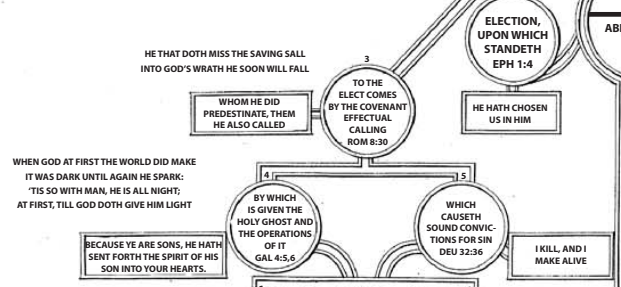 ELECTION,
UPON WHICH
STANDETH
EPH 1:4
HE HATH CHOSEN
US IN HIM
HE THAT DOTH MISS THE SAVING SALL
INTO GOD'S WRATH HE SOON WILL FALL
3
TO THE
ELECT COMES
BY THE COVENANT
EFFECTUAL
CALLING
ROM 8:30
WHOM HE DID
PREDESTINATE, THEM
HE ALSO CALLED
WHEN GOD AT FIRST THE WORLD DID MAKE
IT WAS DARK UNTIL AGAIN HE SPARK:
'TIS SO WITH MAN, HE IS ALL NIGHT;
AT FIRST, TILL GOD DOTH GIVE HIM LIGHT
4
BY WHICH
IS GIVEN THE
HOLY GHOST AND
THE OPERATIONS
OF IT
GAL 4:5,6
BECAUSE YE ARE SONS, HE HATH
SENT FORTH THE SPIRIT OF HIS
SON INTO YOUR HEARTS.
5
WHICH
CAUSETH
SOUND CONVIC-
TIONS FOR SIN
DEU 32:36
I KILL, AND I
MAKE ALIVE